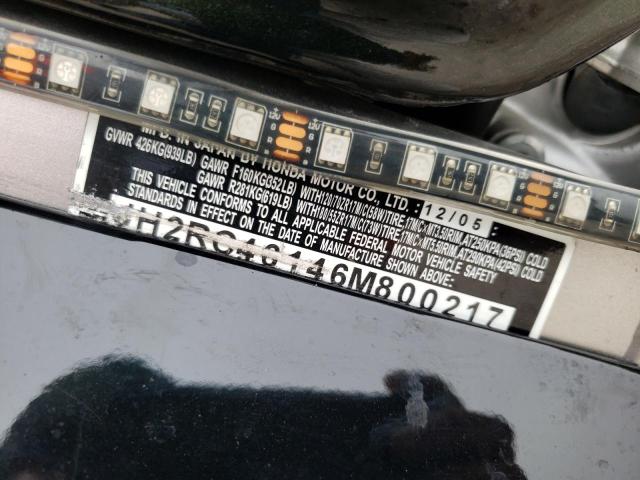 MFD. IN JAPAN BY HONDA MOTOR CO., LTD. 12/05
GVWR 426KG(939LB) GAWR F160KG(352LB) WITH120/70ZR17M/C(58W)TIRE,17M/CxMT3.50RIM,AT250KPA(36PSI) COLD
GAWR R281KG(619LB) WITH180/55ZR17M/C(73W)TIRE,17M/CxMT5.50RIM,AT290KPA(42PSI) COLD
THIS VEHICLE CONFORMS TO ALL APPLICABLE FEDERAL MOTOR VEHICLE SAFETY
STANDARDS IN EFFECT ON THE DATE OF MANUFACTURE SHOWN ABOVE:
JH2RC46146M800217
12V
G
R
B
12V
G
R
B